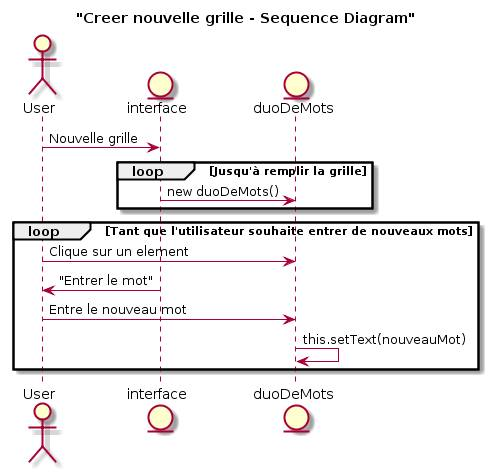 "Creer nouvelle grille - Sequence Diagram"
User
interface
duoDeMots
Nouvelle grille
loop [Jusqu'à remplir la grille]
new duoDeMots()
loop [Tant que l'utilisateur souhaite entrer de nouveaux mots]
Clique sur un element
"Entrer le mot"
Entre le nouveau mot
this.setText(nouveauMot)
User
interface
duoDeMots